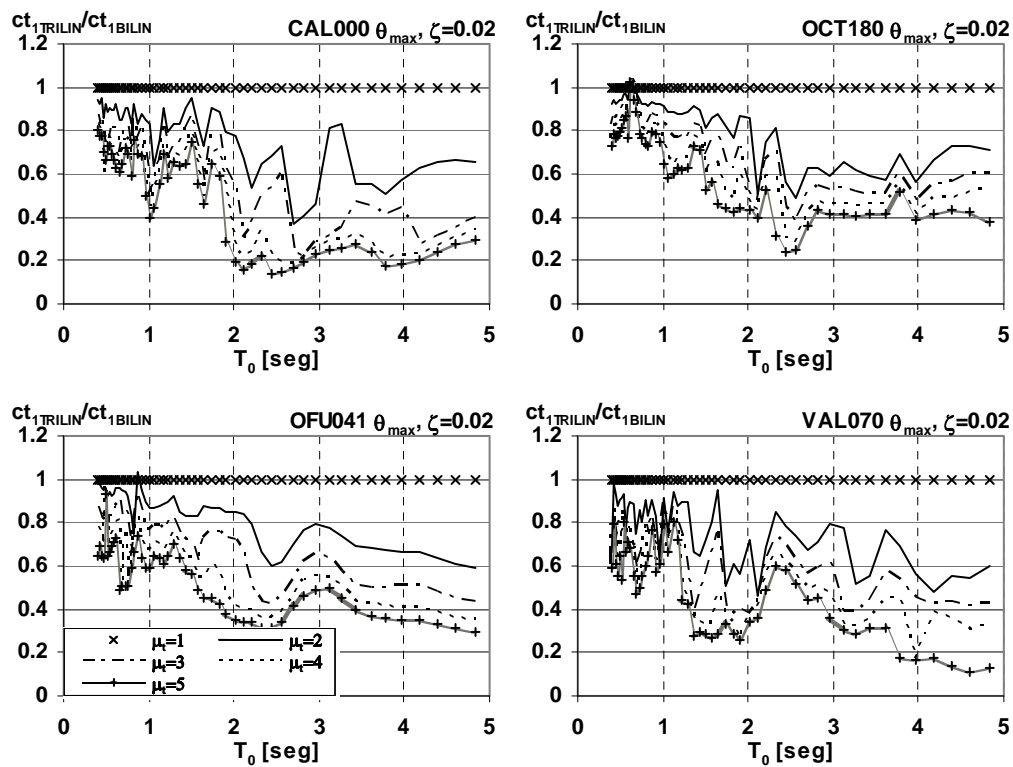 ct₁TRILIN/ct₁BILIN CAL000 θmax, ζ=0.02
1.2
1
0.8
0.6
0.4
0.2
0
0 1 2 3 4 5
T₀ [seg]
ct₁TRILIN/ct₁BILIN OCT180 θmax, ζ=0.02
1.2
1
0.8
0.6
0.4
0.2
0
0 1 2 3 4 5
T₀ [seg]
ct₁TRILIN/ct₁BILIN OFU041 θmax, ζ=0.02
1.2
1
0.8
0.6
0.4
0.2
0
μt=1 μt=2
μt=3 μt=4
μt=5
0 1 2 3 4 5
T₀ [seg]
ct₁TRILIN/ct₁BILIN VAL070 θmax, ζ=0.02
1.2
1
0.8
0.6
0.4
0.2
0
0 1 2 3 4 5
T₀ [seg]